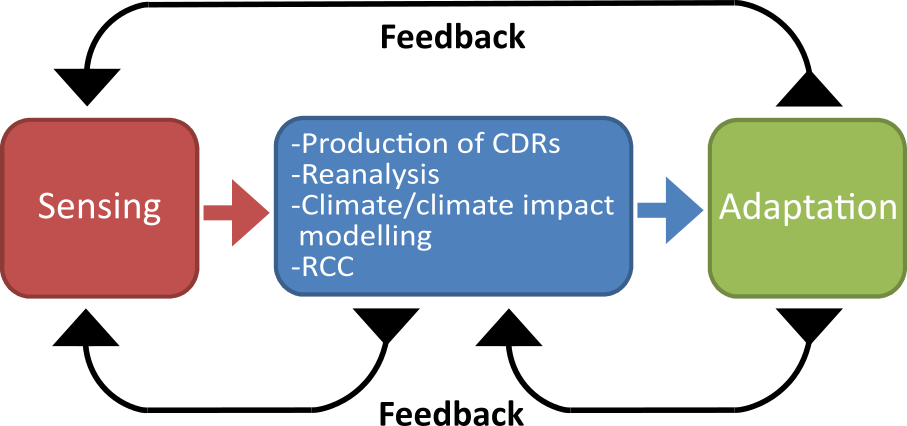 Feedback
Sensing
-Production of CDRs
-Reanalysis
-Climate/climate impact
modelling
-RCC
Adaptation
Feedback